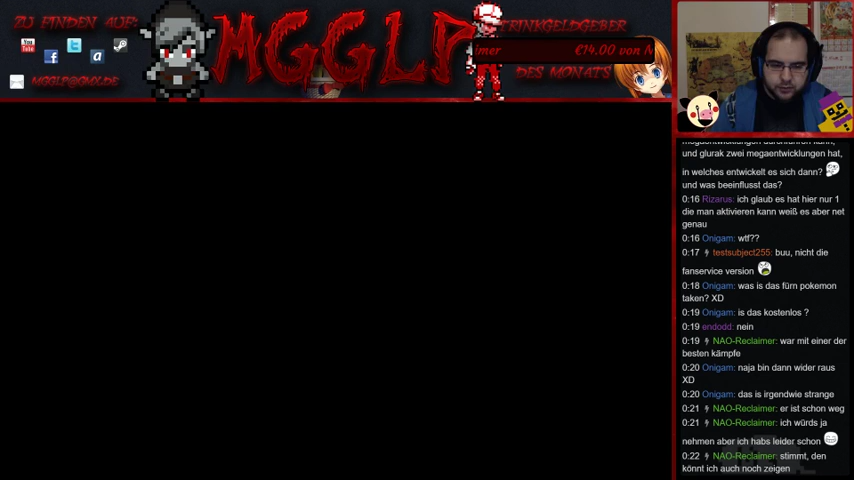 ZU FINDEN AUF:
MGGLP@GMX.DE
MGGLP
TRINKGELDGEBER
imer €14.00 von
DES MONATS
und glurak zwei megaentwicklungen hat,
in welches entwickelt es sich dann?
und was beeinflusst das?
0:16 Rizarus: ich glaub es hat hier nur 1
die man aktivieren kann weiß es aber net
genau
0:16 Onigam: wtf??
0:17 testsubject255: buu, nicht die
fanservice version
0:18 Onigam: was is das fürn pokemon
taken? XD
0:19 Onigam: is das kostenlos ?
0:19 endodd: nein
0:19 NAO-Reclaimer: war mit einer der
besten kämpfe
0:20 Onigam: naja bin dann wider raus
XD
0:20 Onigam: das is irgendwie strange
0:21 NAO-Reclaimer: er ist schon weg
0:21 NAO-Reclaimer: ich würds ja
nehmen aber ich habs leider schon
0:22 NAO-Reclaimer: stimmt, den
könnt ich auch noch zeigen